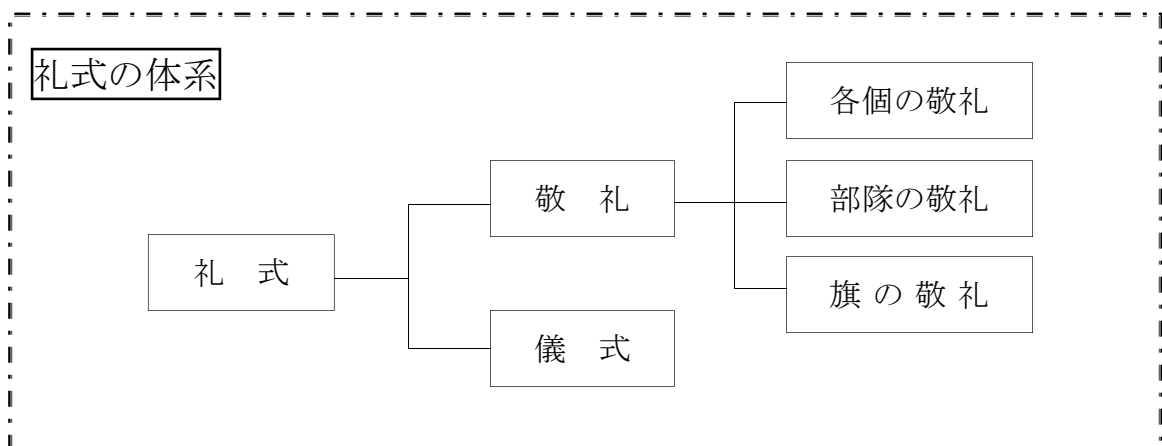 礼式の体系
礼　式
敬　礼
儀　式
各個の敬礼
部隊の敬礼
旗 の 敬 礼